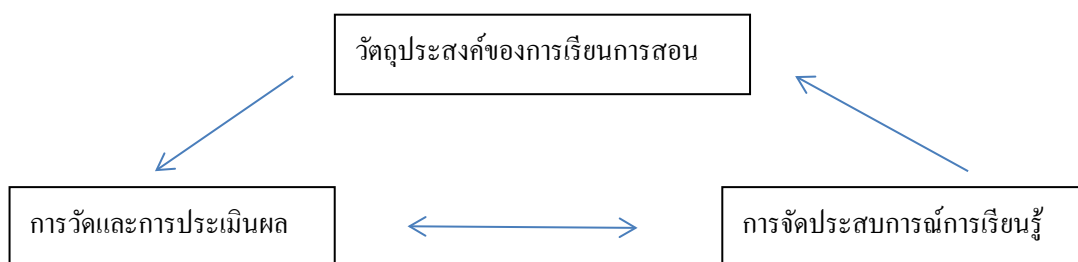 วัตถุประสงค์ของการเรียนการสอน
การวัดและการประเมินผล
การจัดประสบการณ์การเรียนรู้